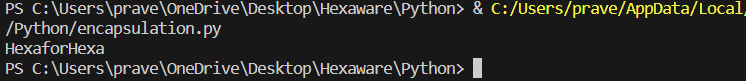 PS C:\Users\prave\OneDrive\Desktop\Hexaware\Python> & C:/Users/prave/AppData/Local/
/Python/encapsulation.py
HexaforHexa
PS C:\Users\prave\OneDrive\Desktop\Hexaware\Python>